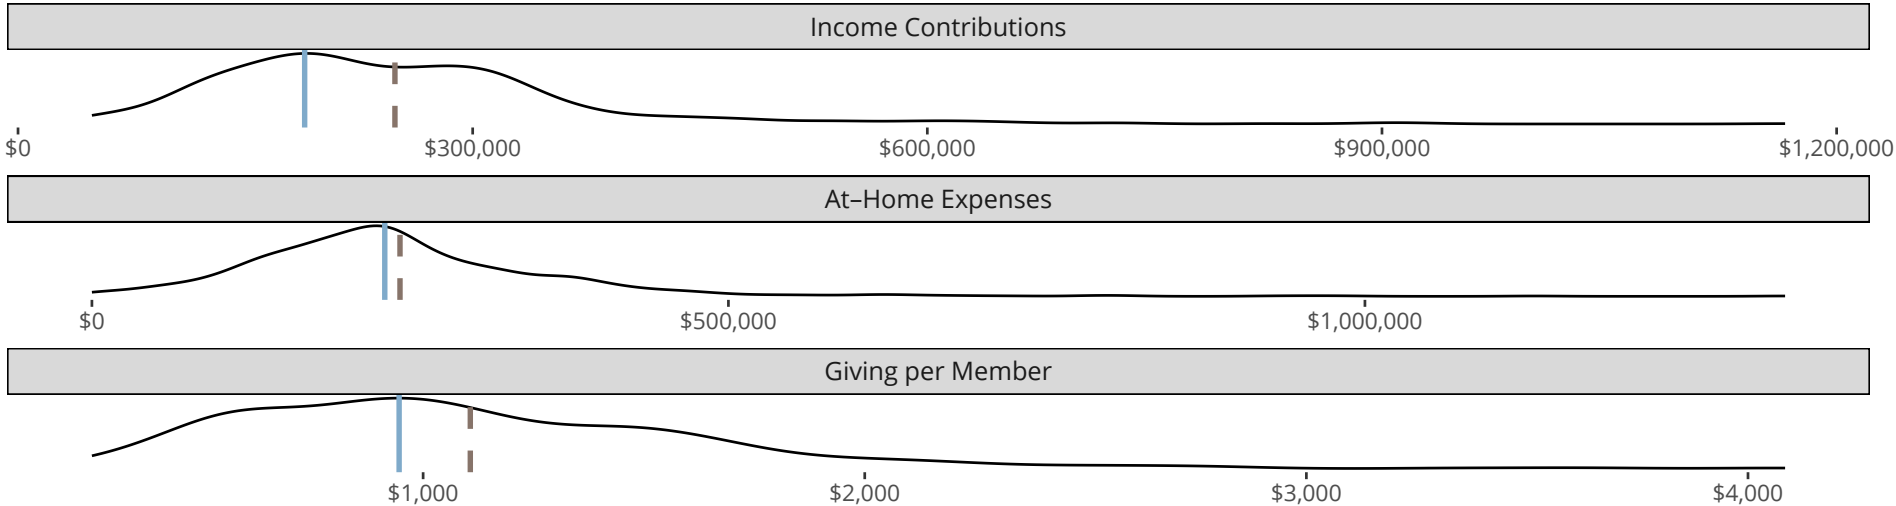 Income Contributions
$0 $300,000 $600,000 $900,000 $1,200,000
At–Home Expenses
$0 $500,000 $1,000,000
Giving per Member
$1,000 $2,000 $3,000 $4,000